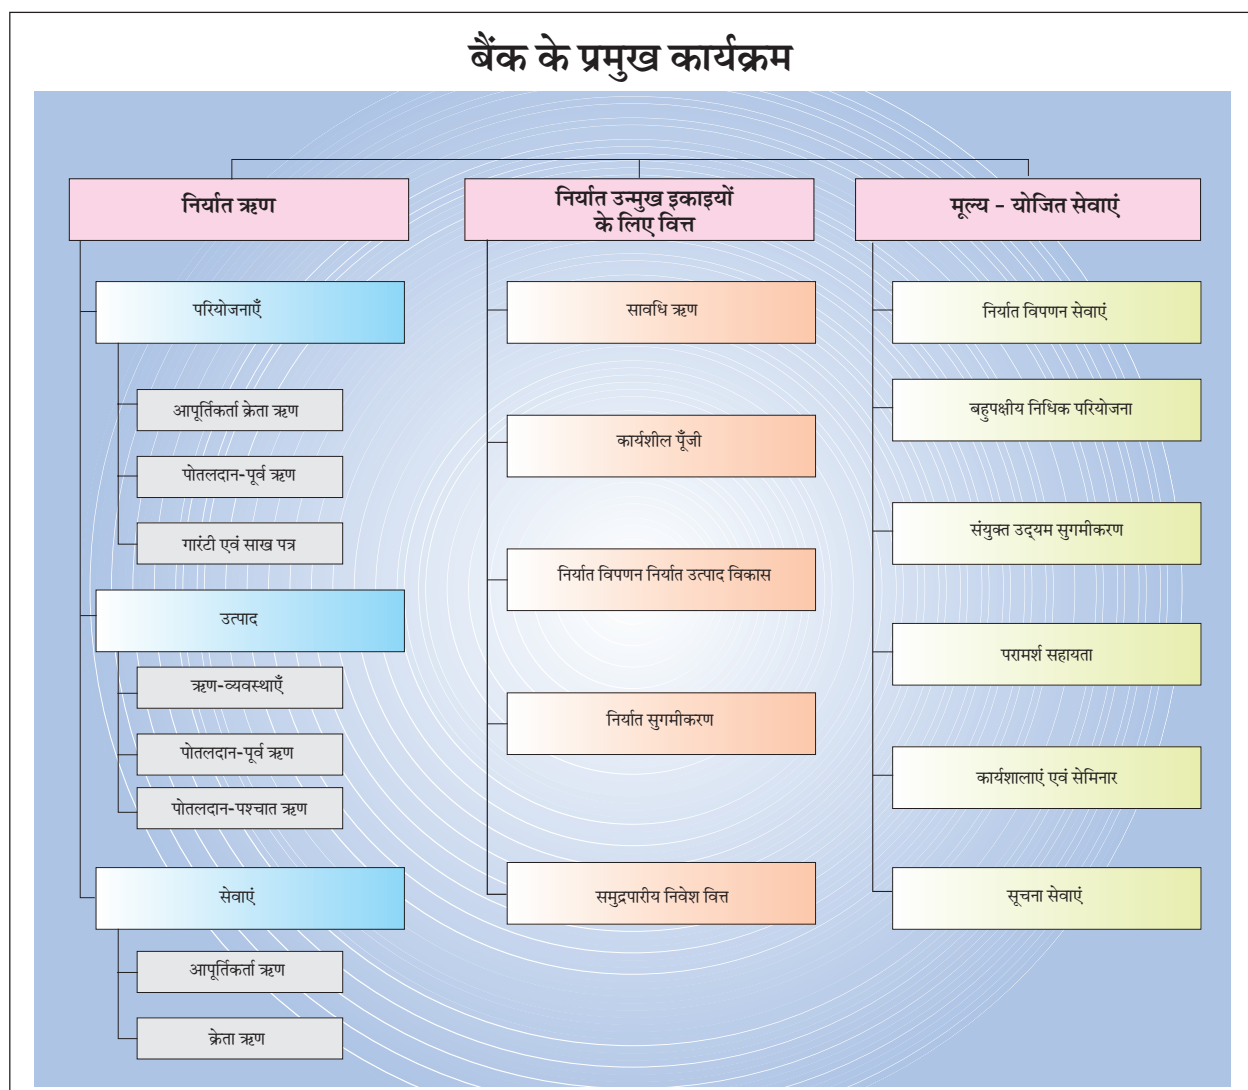 बैंक के प्रमुख कार्यक्रम
निर्यात ऋण
परियोजनाएँ
आपूर्तिकर्ता क्रेता ऋण
पोतलदान-पूर्व ऋण
गारंटी एवं साख पत्र
उत्पाद
ऋण-व्यवस्थाएँ
पोतलदान-पूर्व ऋण
पोतलदान-पश्चात ऋण
सेवाएं
आपूर्तिकर्ता ऋण
क्रेता ऋण
निर्यात उन्मुख इकाइयों
के लिए वित्त
सावधि ऋण
कार्यशील पूँजी
निर्यात विपणन निर्यात उत्पाद विकास
निर्यात सुगमीकरण
समुद्रपारीय निवेश वित्त
मूल्य - योजित सेवाएं
निर्यात विपणन सेवाएं
बहुपक्षीय निधिक परियोजना
संयुक्त उद्‌यम सुगमीकरण
परामर्श सहायता
कार्यशालाएं एवं सेमिनार
सूचना सेवाएं